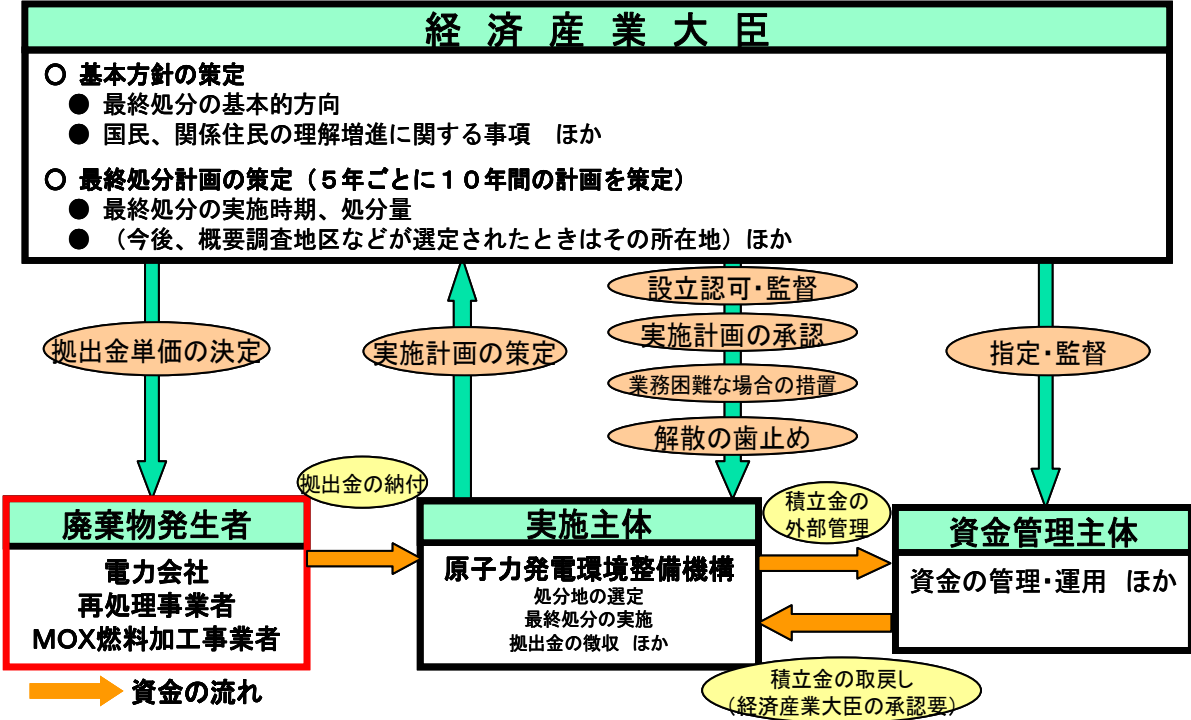 経済産業大臣
○ 基本方針の策定
● 最終処分の基本的方向
● 国民、関係住民の理解増進に関する事項　ほか
○ 最終処分計画の策定（５年ごとに１０年間の計画を策定）
● 最終処分の実施時期、処分量
● （今後、概要調査地区などが選定されたときはその所在地）ほか
拠出金単価の決定
実施計画の策定
設立認可・監督
実施計画の承認
業務困難な場合の措置
解散の歯止め
指定・監督
拠出金の納付
積立金の
外部管理
廃棄物発生者
電力会社
再処理事業者
MOX燃料加工事業者
実施主体
原子力発電環境整備機構
処分地の選定
最終処分の実施
拠出金の徴収　ほか
資金管理主体
資金の管理・運用　ほか
積立金の取戻し
（経済産業大臣の承認要）
資金の流れ